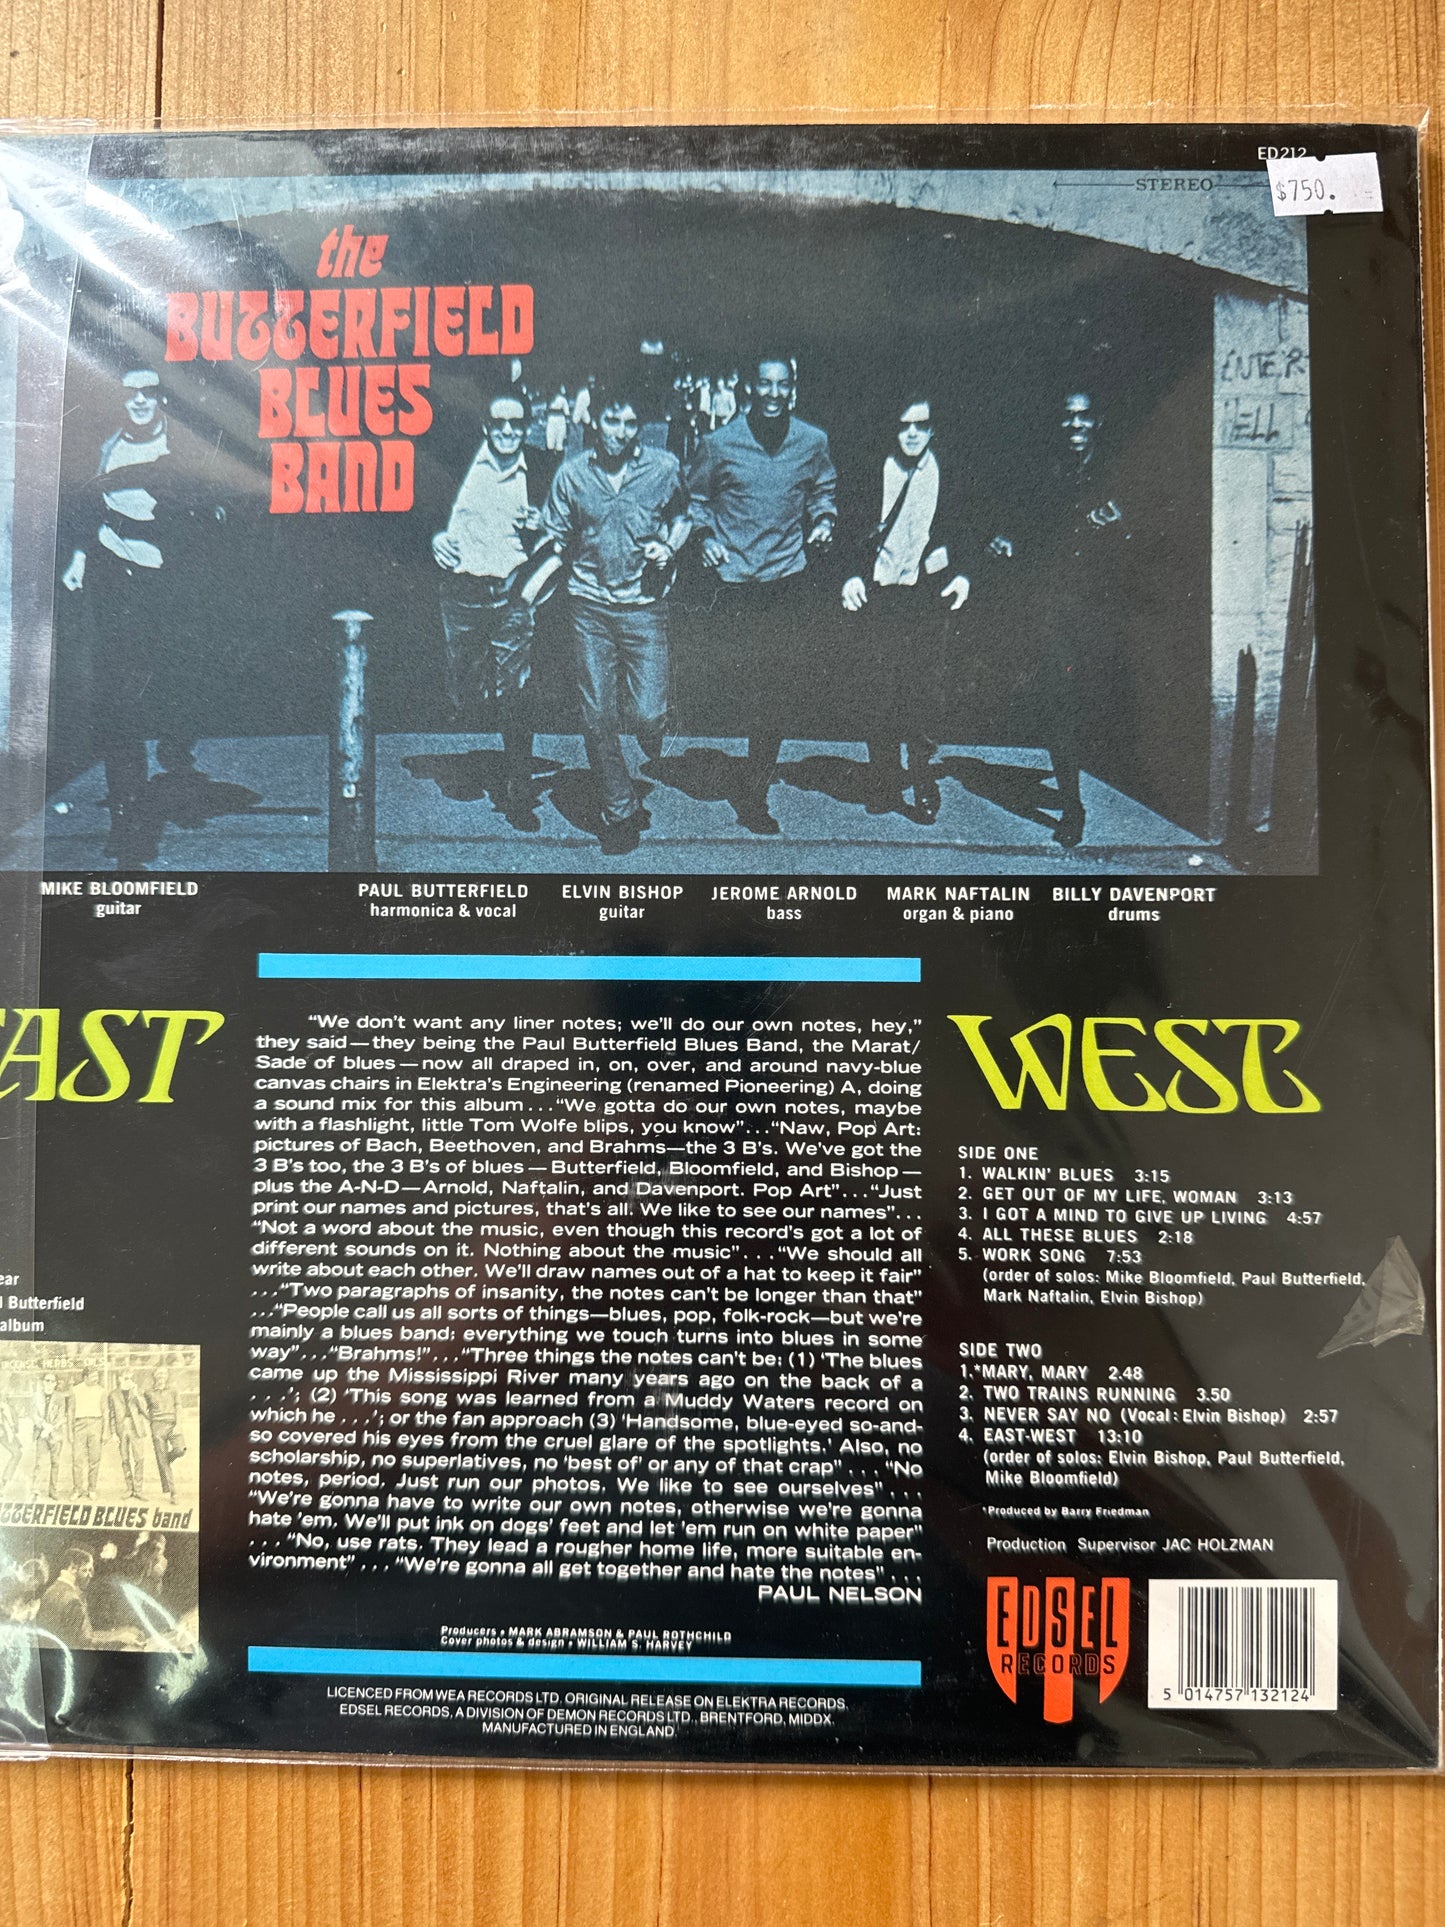 ED212
STEREO
$750.
the
BUTTERFIELD
BLUES
BAND
ENTER
MIKE BLOOMFIELD
guitar
PAUL BUTTERFIELD
harmonica & vocal
ELVIN BISHOP
guitar
JEROME ARNOLD
bass
MARK NAFTALIN
organ & piano
BILLY DAVENPORT
drums
EAST
WEST
"We don't want any liner notes; we'll do our own notes, hey,"
they said—they being the Paul Butterfield Blues Band, the Marat/
Sade of blues—now all draped in, on, over, and around navy-blue
canvas chairs in Elektra's Engineering (renamed Pioneering) A, doing
a sound mix for this album..."We gotta do our own notes, maybe
with a flashlight, little Tom Wolfe blips, you know"..."Naw, Pop Art:
pictures of Bach, Beethoven, and Brahms—the 3 B's. We've got the
3 B's too, the 3 B's of blues—Butterfield, Bloomfield, and Bishop—
plus the A-N-D—Arnold, Naftalin, and Davenport. Pop Art"..."Just
print our names and pictures, that's all. We like to see our names"...
"Not a word about the music, even though this record's got a lot of
different sounds on it. Nothing about the music"..."We should all
write about each other. We'll draw names out of a hat to keep it fair"
..."Two paragraphs of insanity, the notes can't be longer than that"
..."People call us all sorts of things—blues, pop, folk-rock—but we're
mainly a blues band; everything we touch turns into blues in some
way"..."Brahms!"..."Three things the notes can't be: (1) 'The blues
came up the Mississippi River many years ago on the back of a
...'; (2) 'This song was learned from a Muddy Waters record on
which he ...'; or the fan approach (3) 'Handsome, blue-eyed so-and-
so covered his eyes from the cruel glare of the spotlights.' Also, no
scholarship, no superlatives, no 'best of' or any of that crap"..."No
notes, period. Just run our photos. We like to see ourselves"...
"We're gonna have to write our own notes, otherwise we're gonna
hate 'em. We'll put ink on dogs' feet and let 'em run on white paper"
..."No, use rats. They lead a rougher home life, more suitable en-
vironment"..."We're gonna all get together and hate the notes"...
PAUL NELSON
Producers • MARK ABRAMSON & PAUL ROTHCHILD
Cover photos & design • WILLIAM S. HARVEY
LICENCED FROM WEA RECORDS LTD. ORIGINAL RELEASE ON ELEKTRA RECORDS.
EDSEL RECORDS, A DIVISION OF DEMON RECORDS LTD., BRENTFORD, MIDDX.
MANUFACTURED IN ENGLAND.
SIDE ONE
1. WALKIN' BLUES 3:15
2. GET OUT OF MY LIFE, WOMAN 3:13
3. I GOT A MIND TO GIVE UP LIVING 4:57
4. ALL THESE BLUES 2:18
5. WORK SONG 7:53
(order of solos: Mike Bloomfield, Paul Butterfield,
Mark Naftalin, Elvin Bishop)
SIDE TWO
1.*MARY, MARY 2.48
2. TWO TRAINS RUNNING 3.50
3. NEVER SAY NO (Vocal: Elvin Bishop) 2:57
4. EAST-WEST 13:10
(order of solos: Elvin Bishop, Paul Butterfield,
Mike Bloomfield)
*Produced by Barry Friedman
Production Supervisor JAC HOLZMAN
EDSEL
RECORDS
5 014757 132124
Butterfield
album
BUTTERFIELD BLUES band